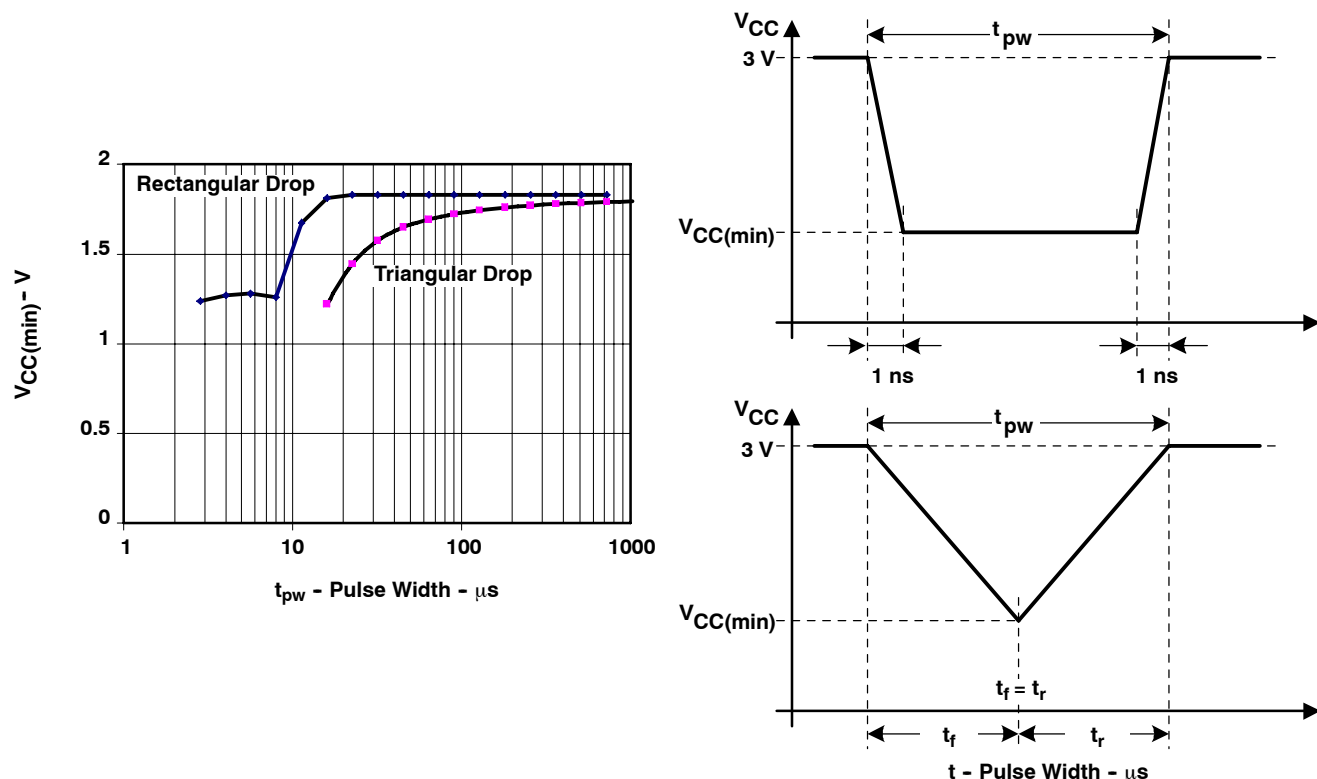 2
Rectangular Drop
1.5
Triangular Drop
1
0.5
0
VCC(min) - V
1 10 100 1000
tpw - Pulse Width - μs
VCC
tpw
3 V
VCC(min)
1 ns 1 ns
VCC
tpw
3 V
VCC(min)
tf = tr
tf tr
t - Pulse Width - μs